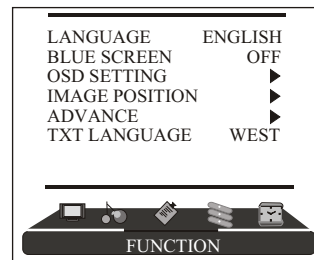 LANGUAGE ENGLISH
BLUE SCREEN OFF
OSD SETTING ▶
IMAGE POSITION ▶
ADVANCE ▶
TXT LANGUAGE WEST
FUNCTION